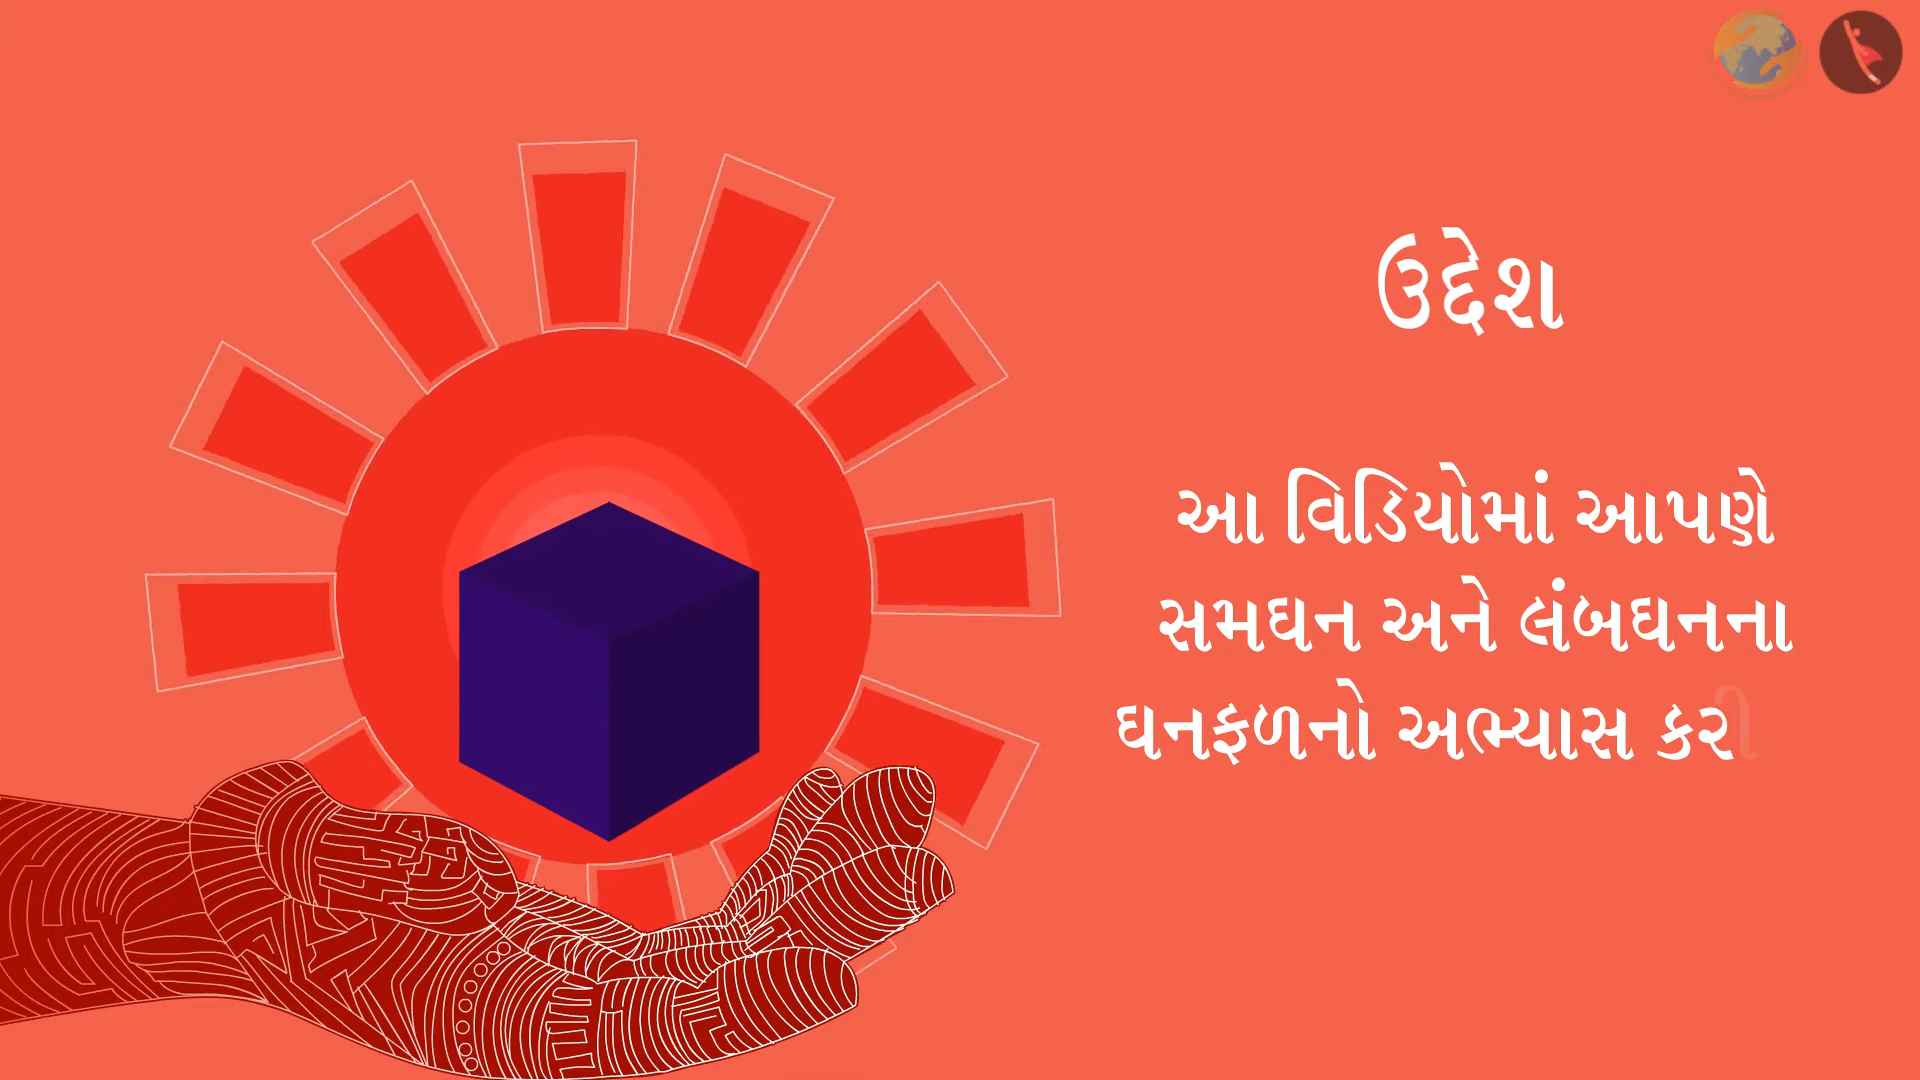 ઉદ્દેશ
આ વિડિયોમાં આપણે
સમઘન અને લંબઘનના
ઘનફળનો અભ્યાસ કરી